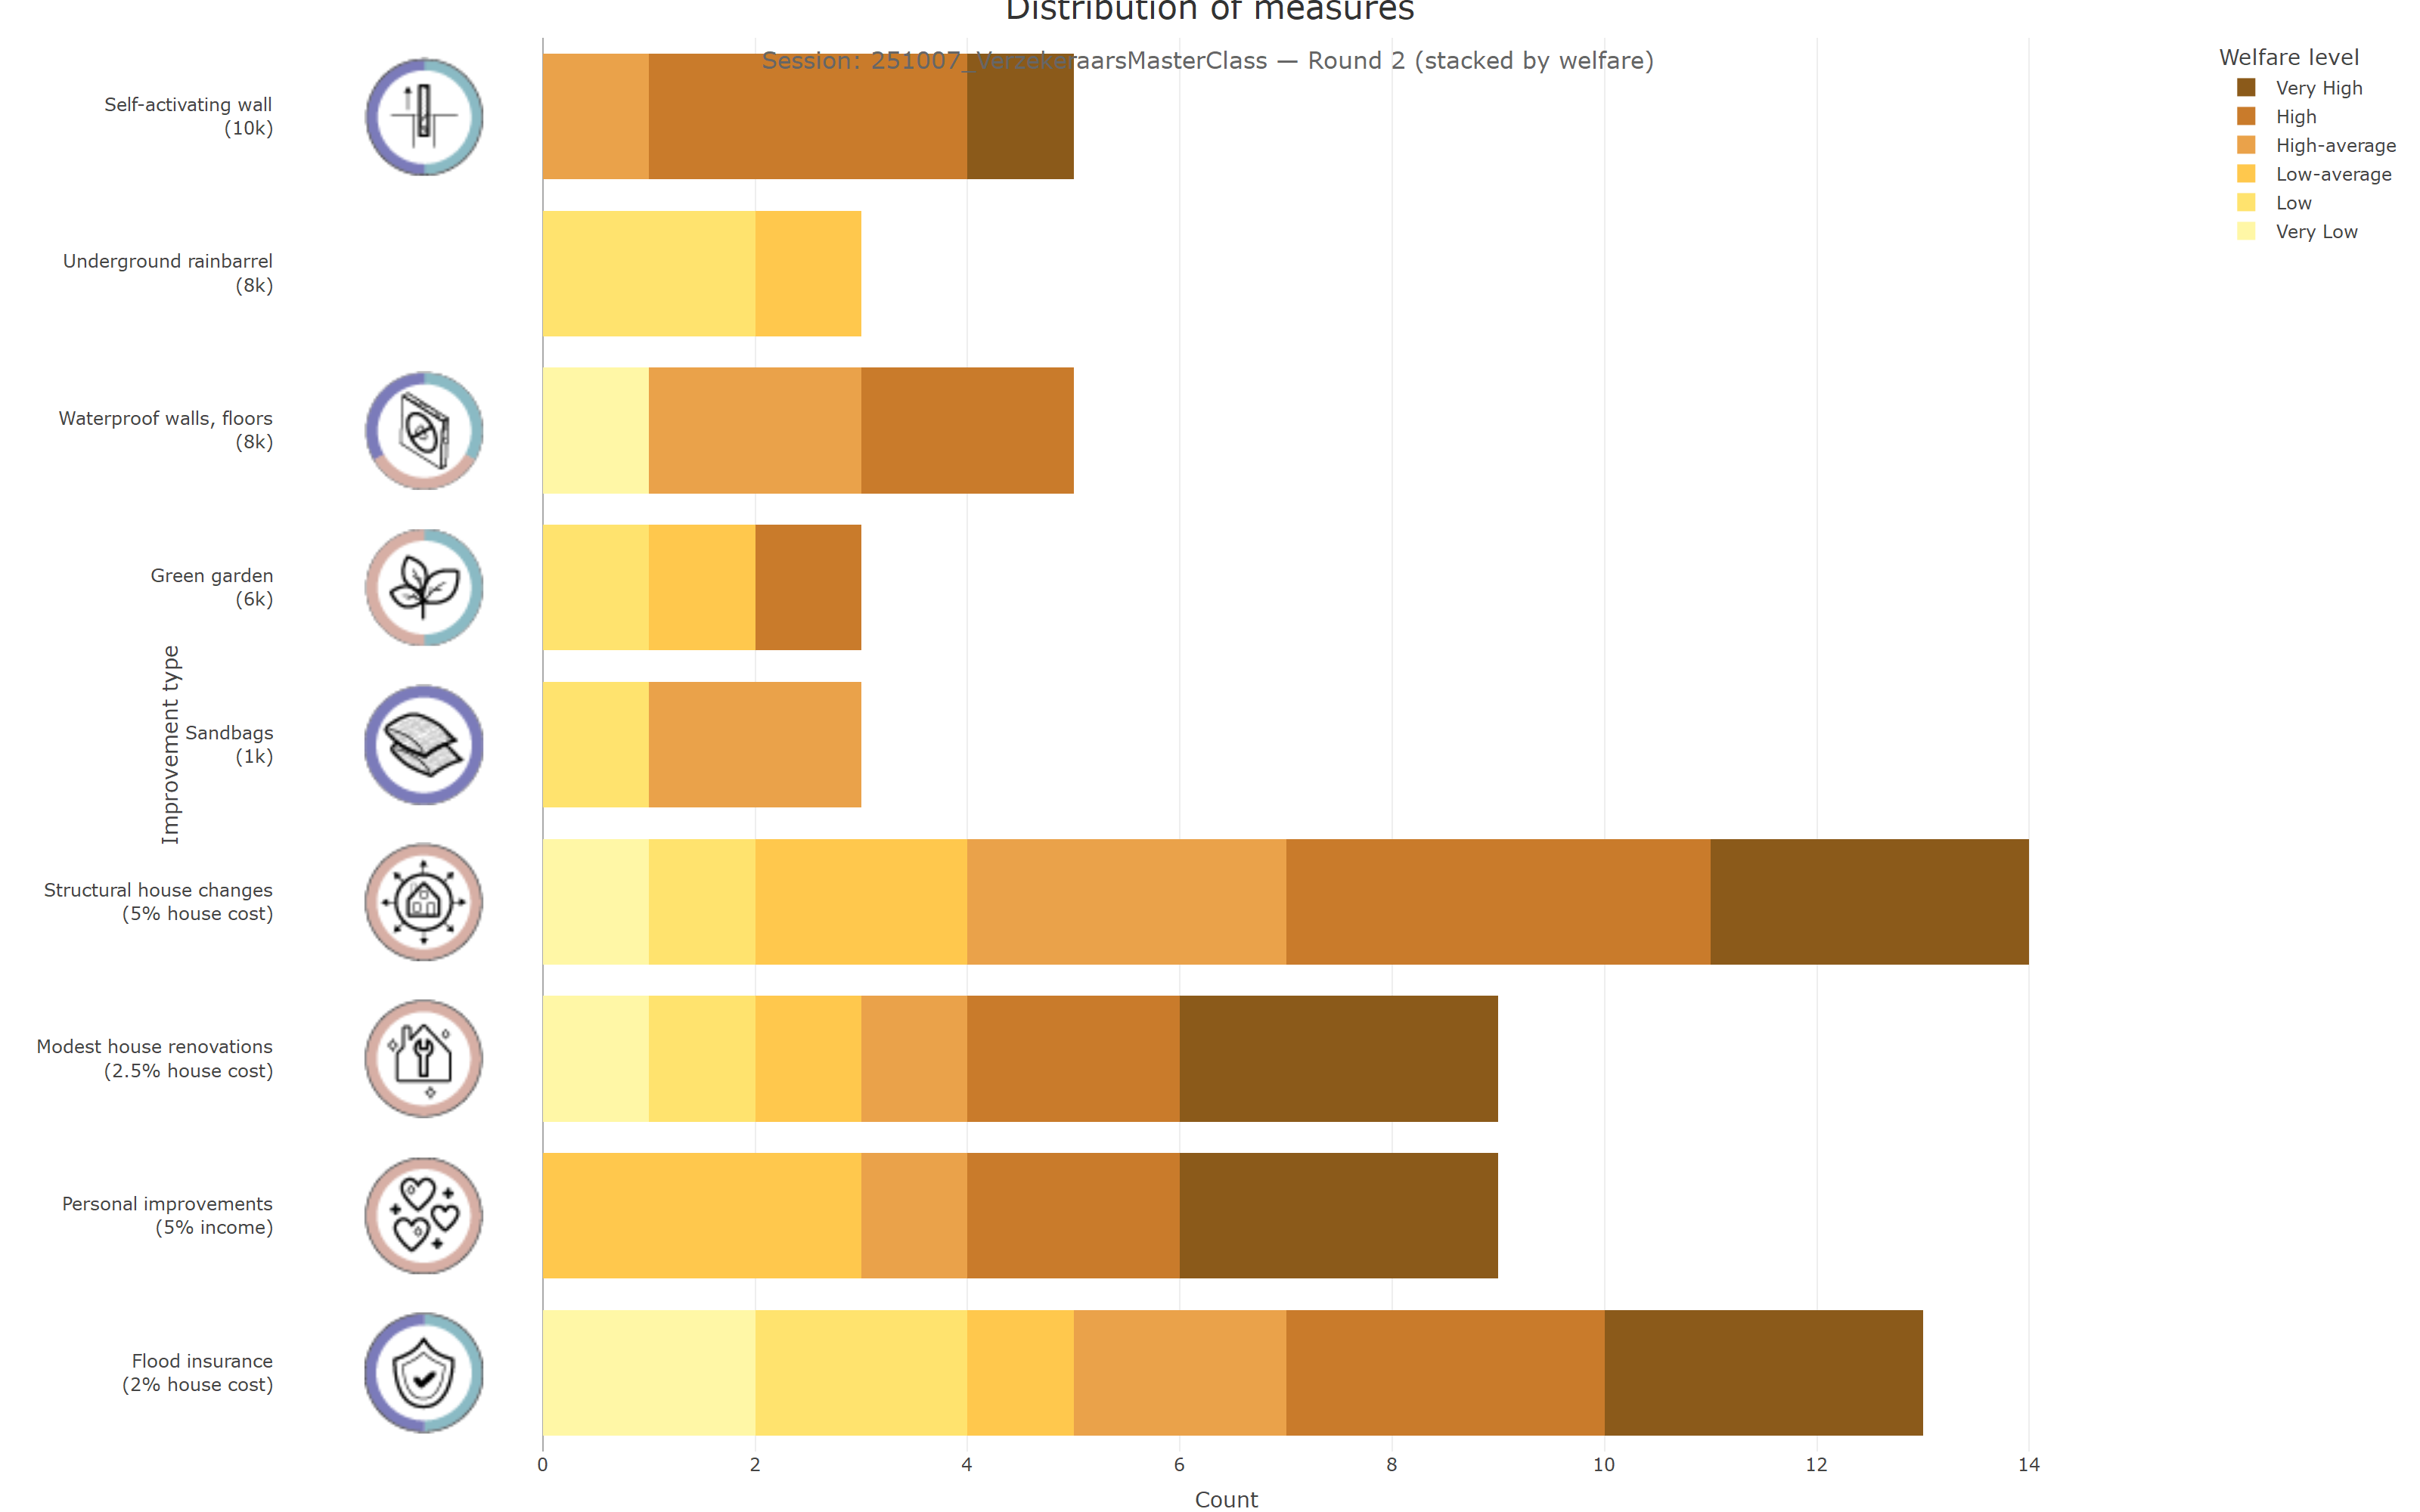 Distribution of measures
Session: 251007_VerzekeraarsMasterClass — Round 2 (stacked by welfare)
Welfare level
Very High
High
High-average
Low-average
Low
Very Low
Improvement type
Self-activating wall
(10k)
Underground rainbarrel
(8k)
Waterproof walls, floors
(8k)
Green garden
(6k)
Sandbags
(1k)
Structural house changes
(5% house cost)
Modest house renovations
(2.5% house cost)
Personal improvements
(5% income)
Flood insurance
(2% house cost)
0 2 4 6 8 10 12 14
Count